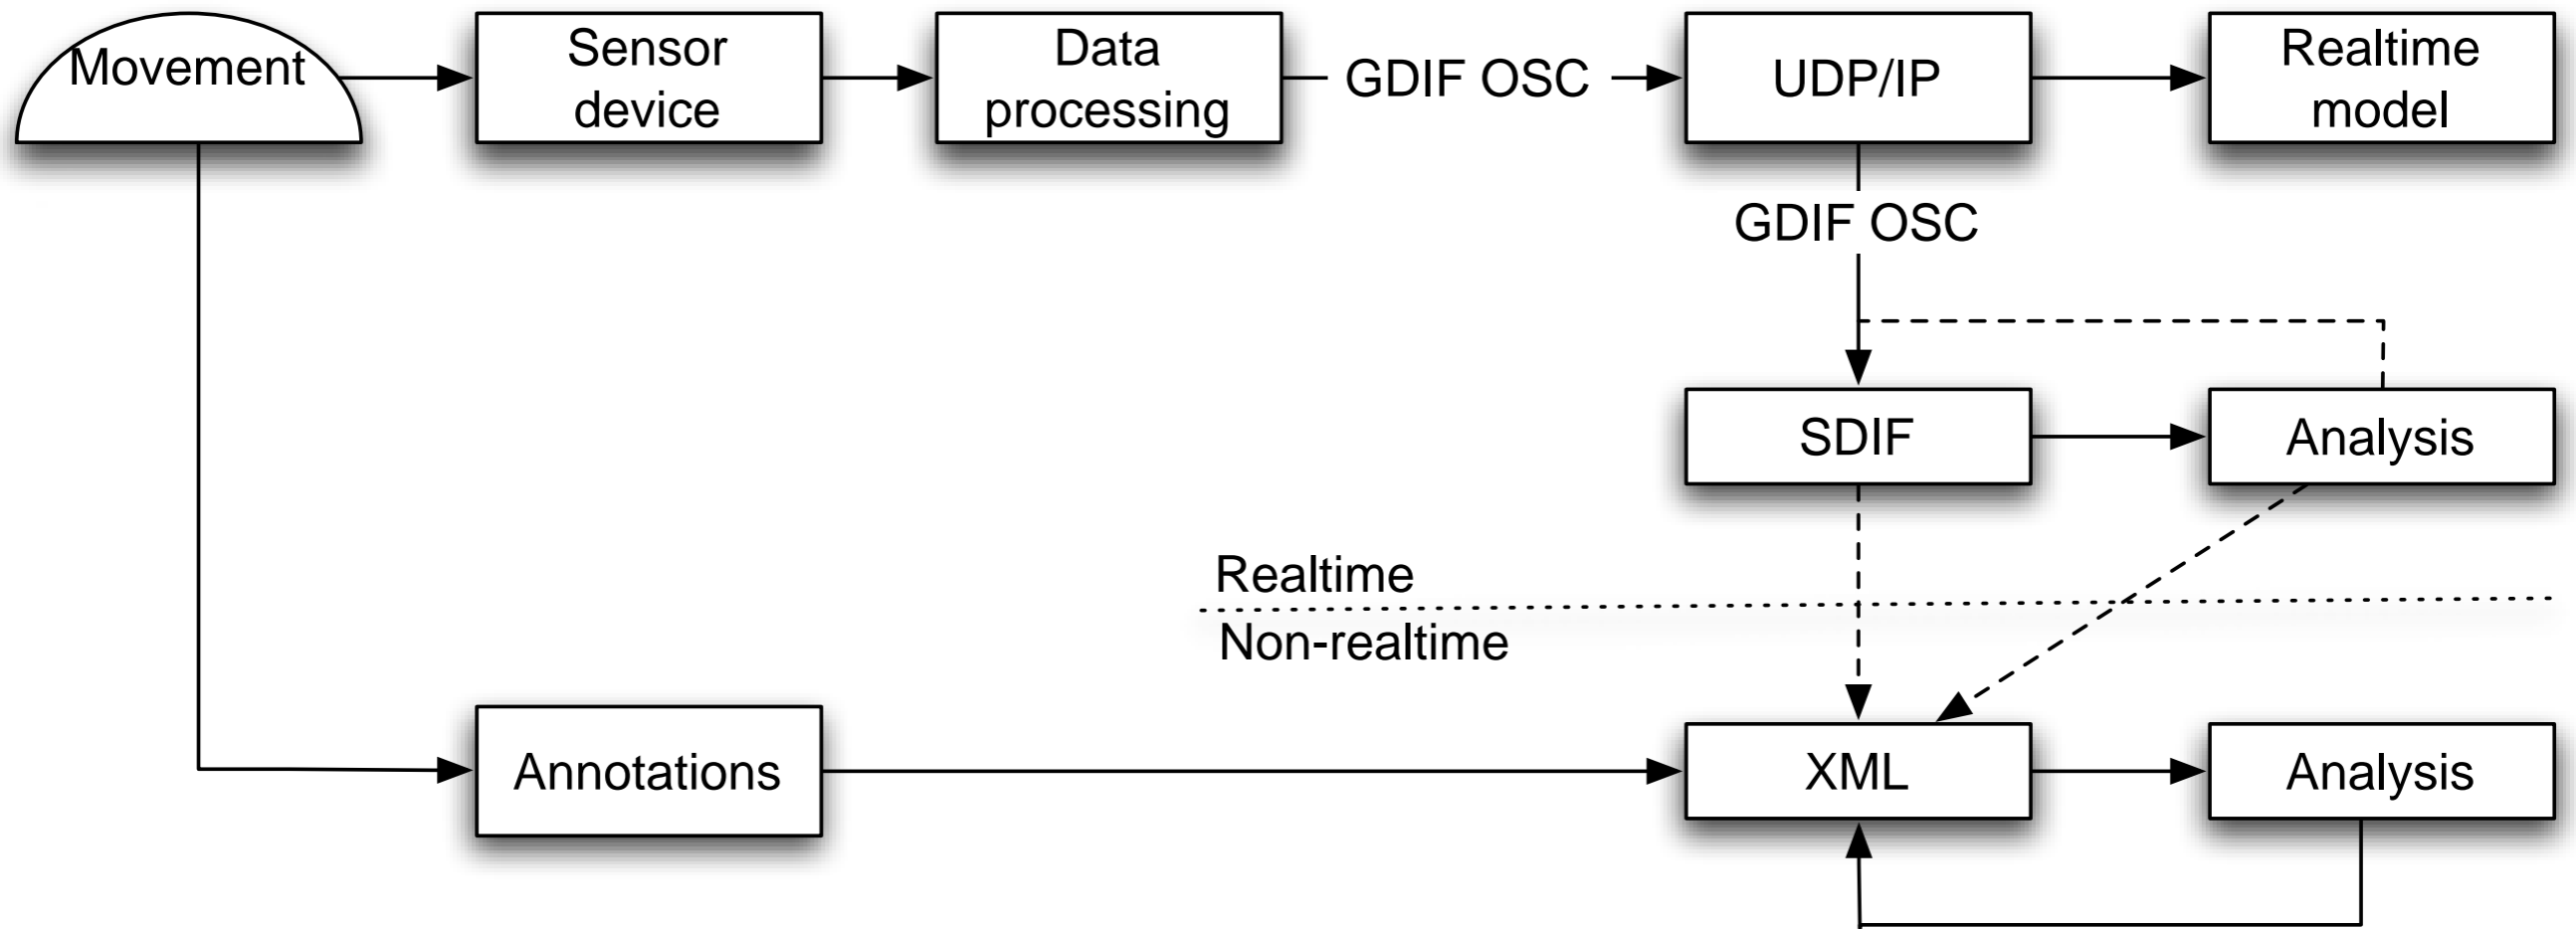 Movement
Sensor
device
Data
processing
GDIF OSC
UDP/IP
Realtime
model
GDIF OSC
SDIF
Analysis
Realtime
Non-realtime
Annotations
XML
Analysis